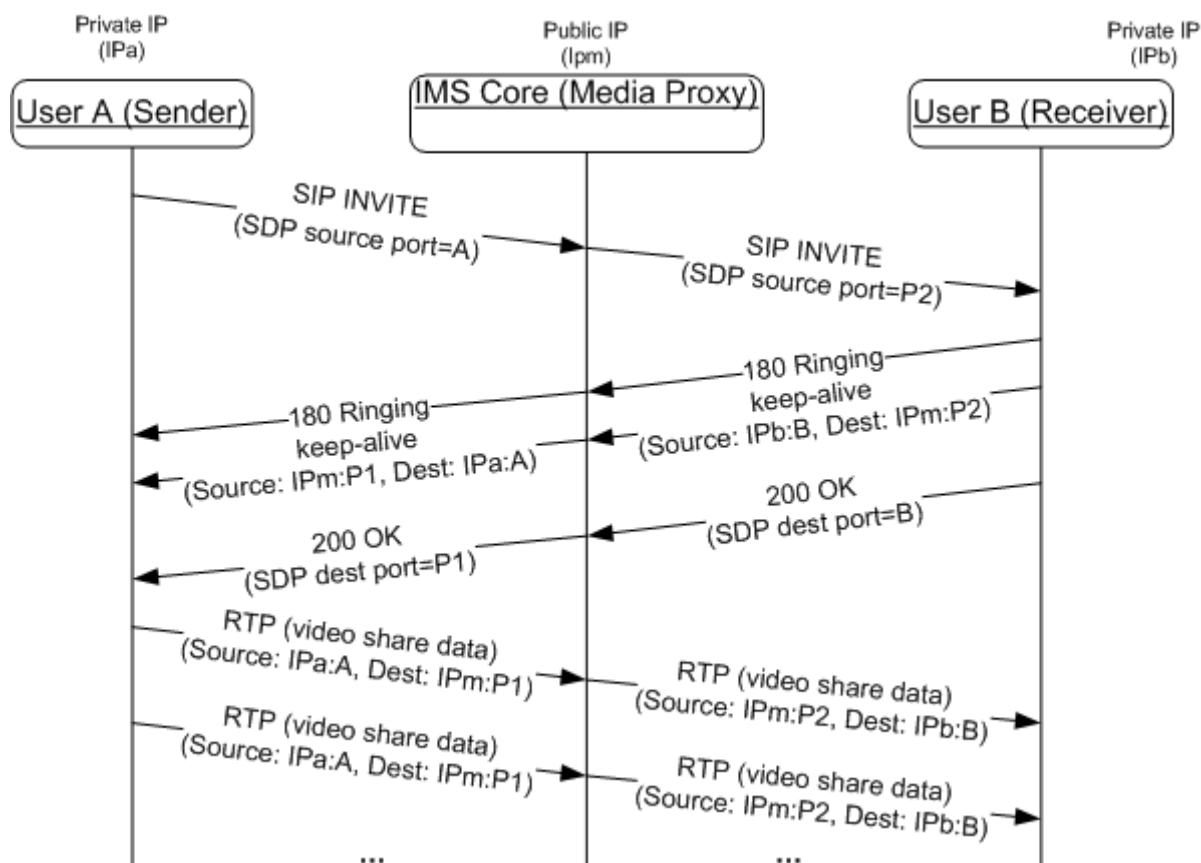 Private IP
(IPa)
Public IP
(Ipm)
Private IP
(IPb)
User A (Sender)
IMS Core (Media Proxy)
User B (Receiver)
SIP INVITE
(SDP source port=A)
SIP INVITE
(SDP source port=P2)
180 Ringing
180 Ringing
keep-alive
(Source: IPb:B, Dest: IPm:P2)
keep-alive
(Source: IPm:P1, Dest: IPa:A)
200 OK
(SDP dest port=B)
200 OK
(SDP dest port=P1)
RTP (video share data)
(Source: IPa:A, Dest: IPm:P1)
RTP (video share data)
(Source: IPm:P2, Dest: IPb:B)
RTP (video share data)
(Source: IPa:A, Dest: IPm:P1)
RTP (video share data)
(Source: IPm:P2, Dest: IPb:B)
...
...